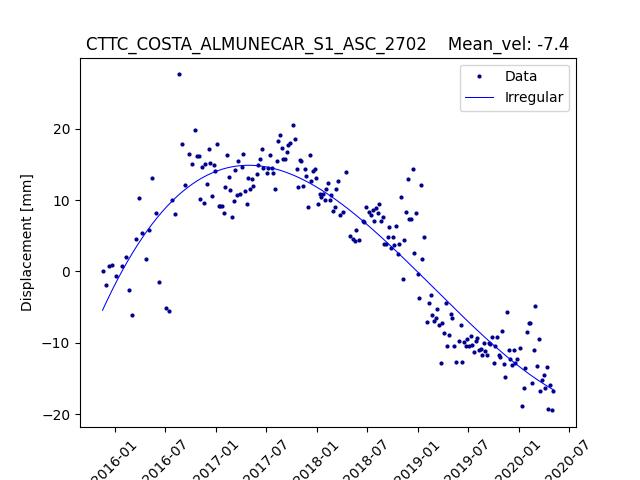 CTTC_COSTA_ALMUNECAR_S1_ASC_2702    Mean_vel: -7.4
Data
Irregular
Displacement [mm]
20
10
0
−10
−20
2016-01 2016-07 2017-01 2017-07 2018-01 2018-07 2019-01 2019-07 2020-01 2020-07